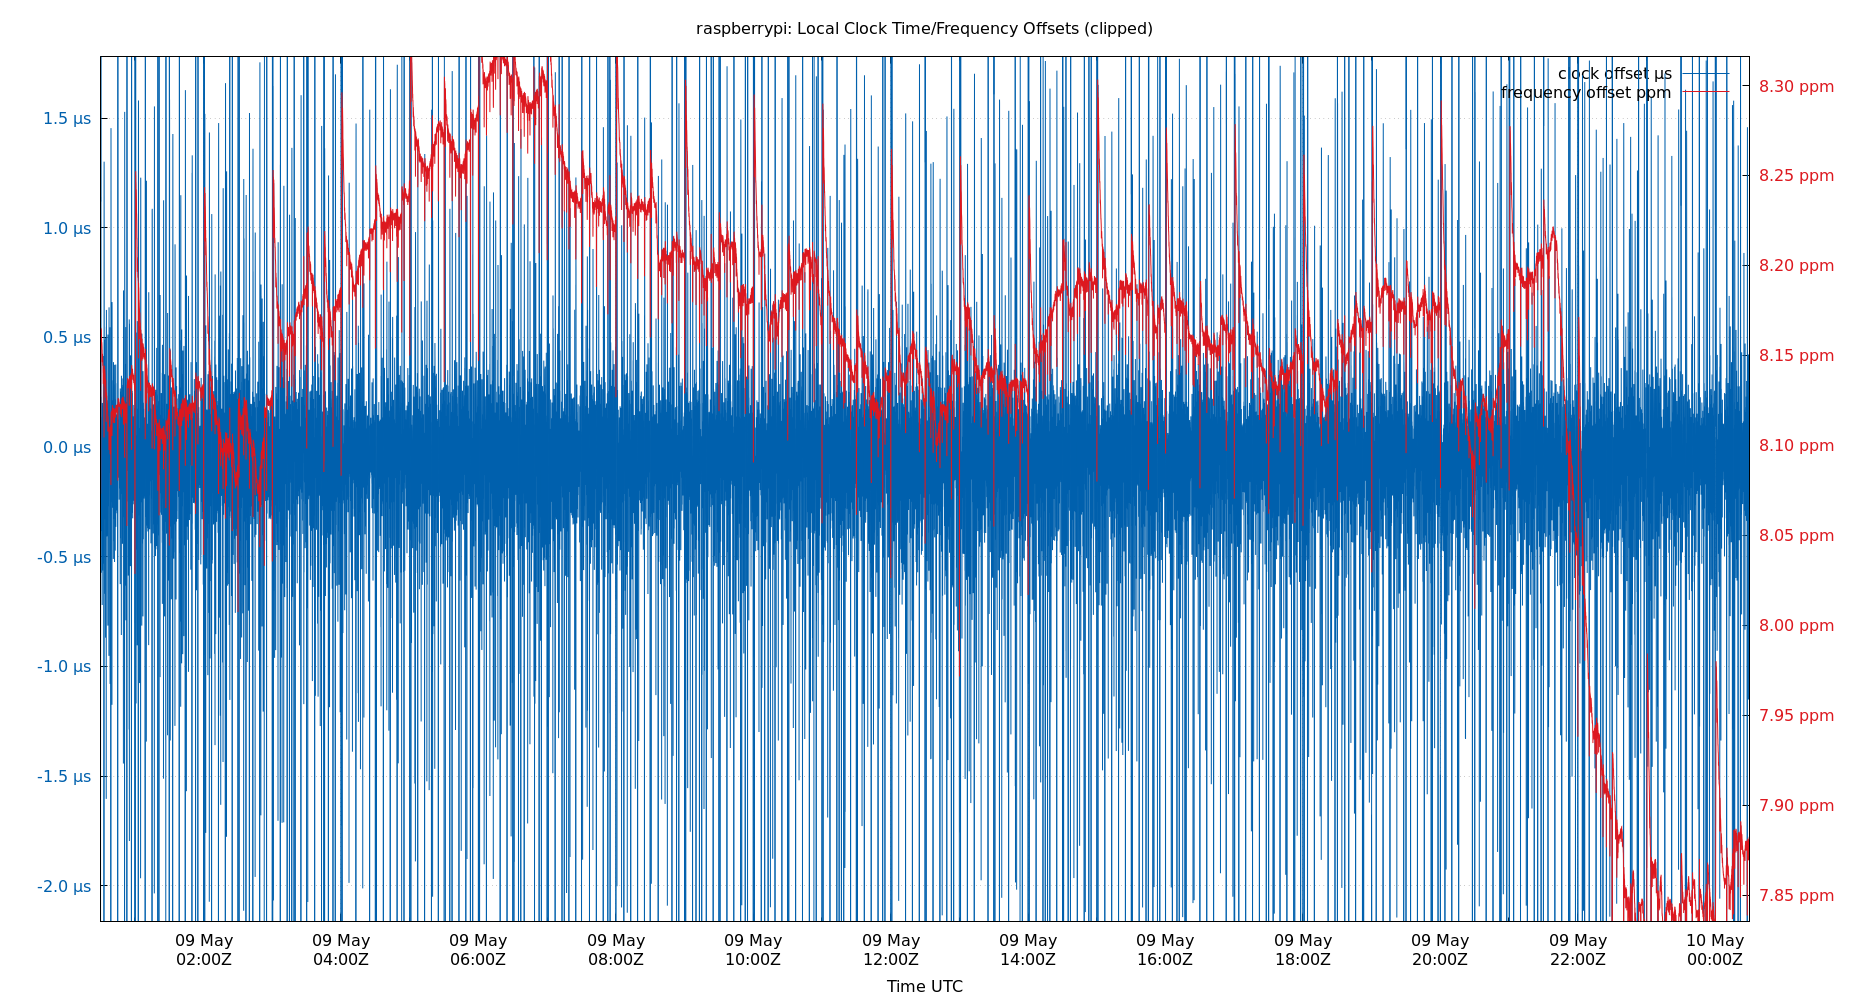 raspberrypi: Local Clock Time/Frequency Offsets (clipped)
clock offset µs
frequency offset ppm
1.5 µs
1.0 µs
0.5 µs
0.0 µs
-0.5 µs
-1.0 µs
-1.5 µs
-2.0 µs
8.30 ppm
8.25 ppm
8.20 ppm
8.15 ppm
8.10 ppm
8.05 ppm
8.00 ppm
7.95 ppm
7.90 ppm
7.85 ppm
09 May 09 May 09 May 09 May 09 May 09 May 09 May 09 May 09 May 09 May 09 May 10 May
02:00Z 04:00Z 06:00Z 08:00Z 10:00Z 12:00Z 14:00Z 16:00Z 18:00Z 20:00Z 22:00Z 00:00Z
Time UTC